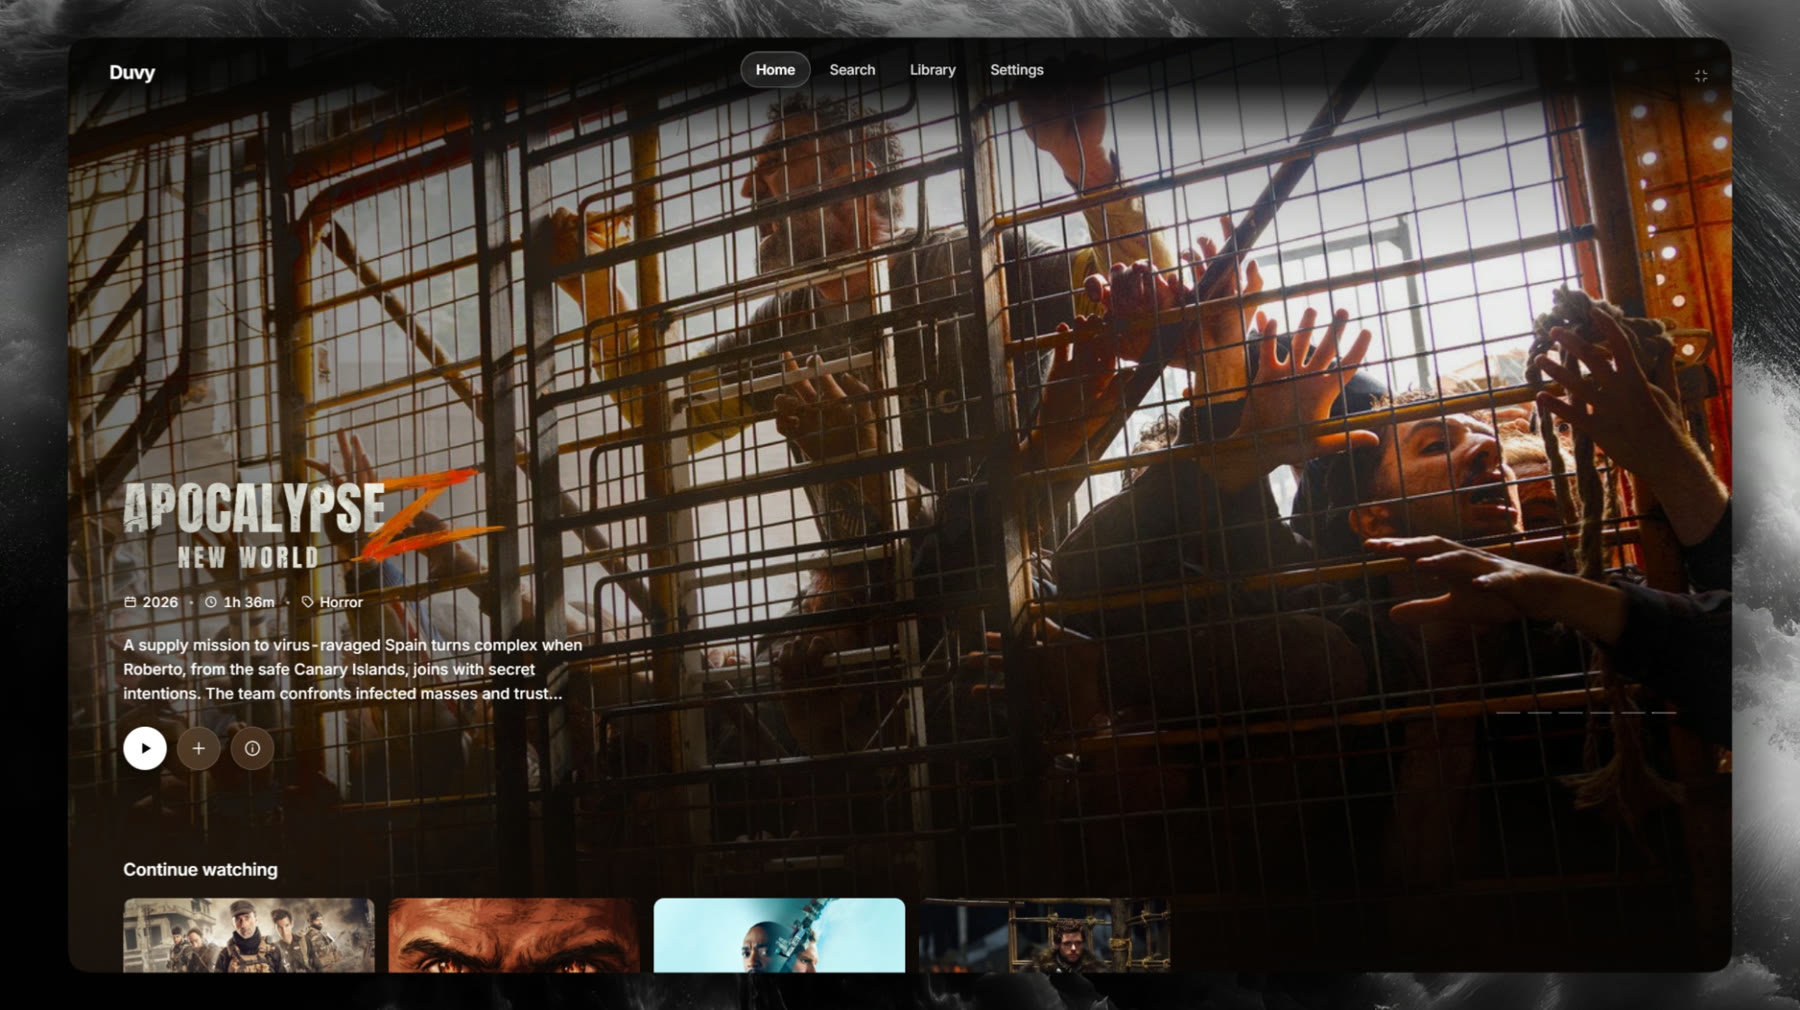 Duvy
Home
Search
Library
Settings
APOCALYPSE Z
NEW WORLD
2026 • 1h 36m • Horror
A supply mission to virus-ravaged Spain turns complex when
Roberto, from the safe Canary Islands, joins with secret
intentions. The team confronts infected masses and trust...
Continue watching